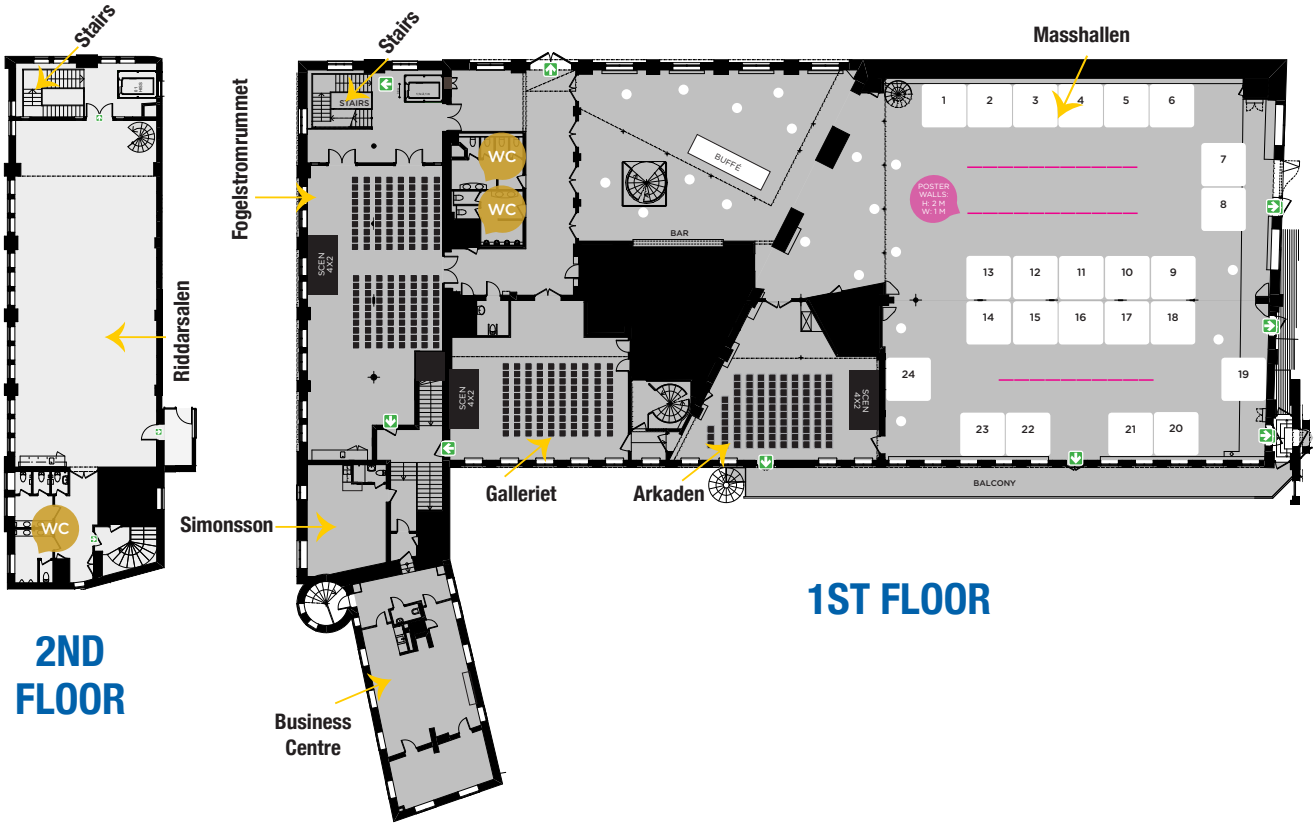 Stairs
Stairs
Masshallen
Fogelstromrummet
STAIRS
WC
WC
BUFFÉ
BAR
SCEN
4X2
POSTER
WALLS:
H: 2 M
W: 1 M
1
2
3
4
5
6
7
8
13
12
11
10
9
14
15
16
17
18
24
19
23
22
21
20
Riddarsalen
SCEN
4X2
SCEN
4X2
Galleriet
Arkaden
BALCONY
WC
Simonsson
1ST FLOOR
2ND
FLOOR
Business
Centre